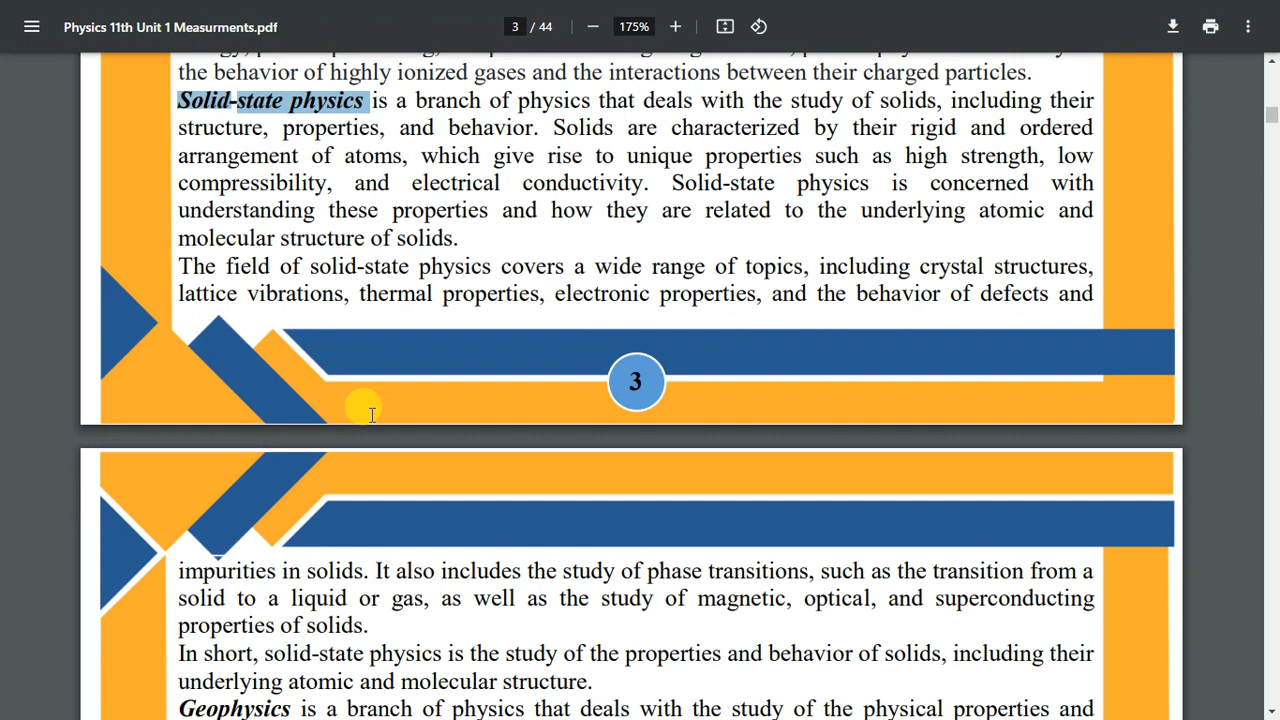 Physics 11th Unit 1 Measurments.pdf
3 / 44
175%
the behavior of highly ionized gases and the interactions between their charged particles.
Solid-state physics is a branch of physics that deals with the study of solids, including their
structure, properties, and behavior. Solids are characterized by their rigid and ordered
arrangement of atoms, which give rise to unique properties such as high strength, low
compressibility, and electrical conductivity. Solid-state physics is concerned with
understanding these properties and how they are related to the underlying atomic and
molecular structure of solids.
The field of solid-state physics covers a wide range of topics, including crystal structures,
lattice vibrations, thermal properties, electronic properties, and the behavior of defects and
3
impurities in solids. It also includes the study of phase transitions, such as the transition from a
solid to a liquid or gas, as well as the study of magnetic, optical, and superconducting
properties of solids.
In short, solid-state physics is the study of the properties and behavior of solids, including their
underlying atomic and molecular structure.
Geophysics is a branch of physics that deals with the study of the physical properties and